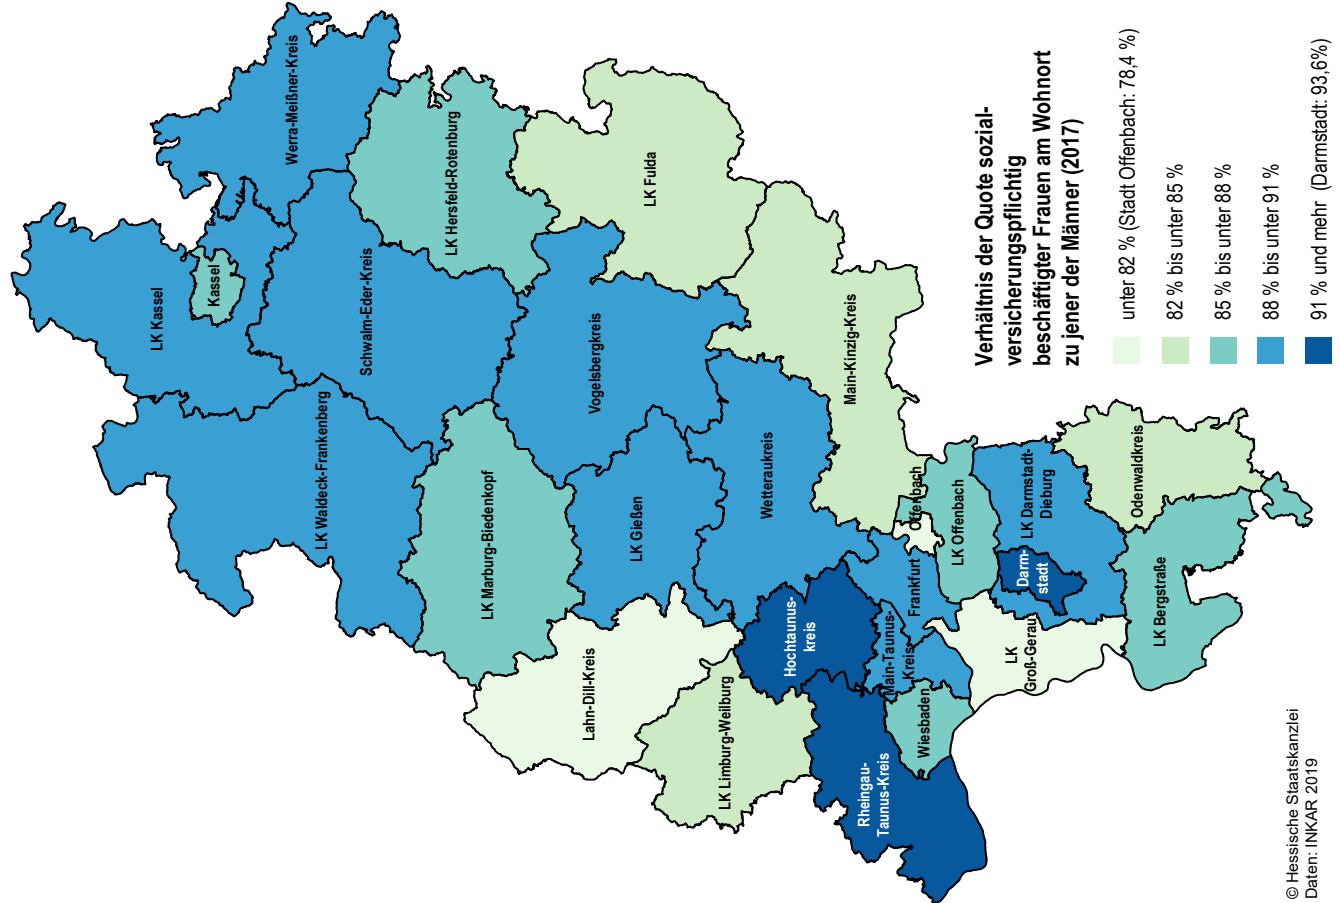 Werra-Meißner-Kreis
LK Kassel
Kassel
LK Hersfeld-Rotenburg
Schwalm-Eder-Kreis
LK Waldeck-Frankenberg
LK Fulda
LK Marburg-Biedenkopf
Vogelsbergkreis
LK Gießen
Main-Kinzig-Kreis
Wetteraukreis
Lahn-Dill-Kreis
LK Limburg-Weilburg
Hochtaunus-
kreis
Rheingau-
Taunus-Kreis
Main-Taunus-
Kreis
Wiesbaden
Frankfurt
Offenbach
LK Offenbach
LK
Groß-Gerau
Darm-
stadt
LK Darmstadt-
Dieburg
Odenwaldkreis
LK Bergstraße
Verhältnis der Quote sozial-
versicherungspflichtig
beschäftigter Frauen am Wohnort
zu jener der Männer (2017)
unter 82 % (Stadt Offenbach: 78,4 %)
82 % bis unter 85 %
85 % bis unter 88 %
88 % bis unter 91 %
91 % und mehr (Darmstadt: 93,6%)
© Hessische Staatskanzlei
Daten: INKAR 2019